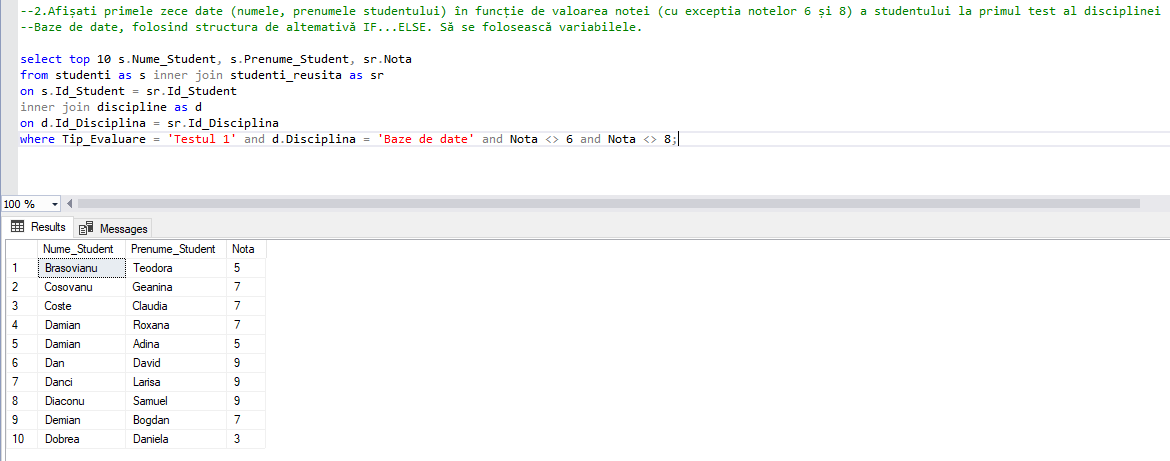 --2.Afișati primele zece date (numele, prenumele studentului) în funcție de valoarea notei (cu exceptia notelor 6 și 8) a studentului la primul test al disciplinei
--Baze de date, folosind structura de altemativă IF...ELSE. Să se folosească variabilele.
select top 10 s.Nume_Student, s.Prenume_Student, sr.Nota
from studenti as s inner join studenti_reusita as sr
on s.Id_Student = sr.Id_Student
inner join discipline as d
on d.Id_Disciplina = sr.Id_Disciplina
where Tip_Evaluare = 'Testul 1' and d.Disciplina = 'Baze de date' and Nota <> 6 and Nota <> 8;
100 %
Results Messages
Nume_Student Prenume_Student Nota
1 Brasovianu Teodora 5
2 Cosovanu Geanina 7
3 Coste Claudia 7
4 Damian Roxana 7
5 Damian Adina 5
6 Dan David 9
7 Danci Larisa 9
8 Diaconu Samuel 9
9 Demian Bogdan 7
10 Dobrea Daniela 3